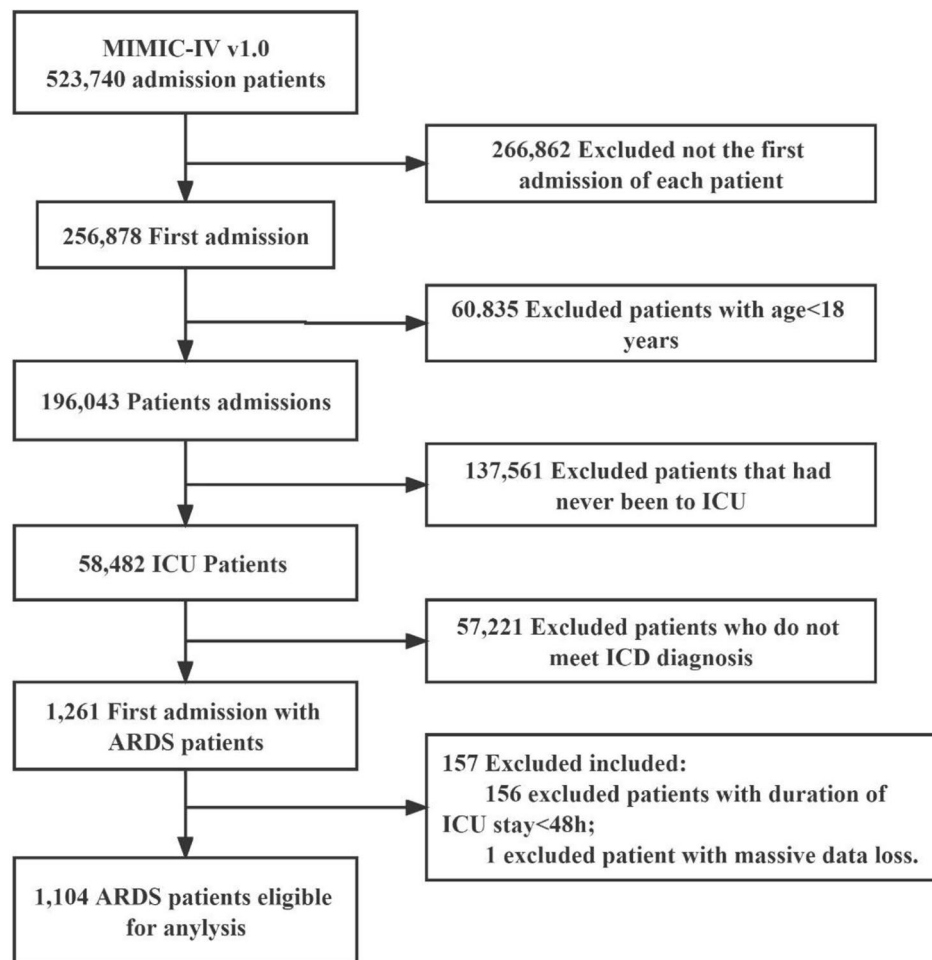 MIMIC-IV v1.0
523,740 admission patients
266,862 Excluded not the first
admission of each patient
256,878 First admission
60.835 Excluded patients with age<18
years
196,043 Patients admissions
137,561 Excluded patients that had
never been to ICU
58,482 ICU Patients
57,221 Excluded patients who do not
meet ICD diagnosis
1,261 First admission with
ARDS patients
157 Excluded included:
156 excluded patients with duration of
ICU stay<48h;
1 excluded patient with massive data loss.
1,104 ARDS patients eligible
for anylysis